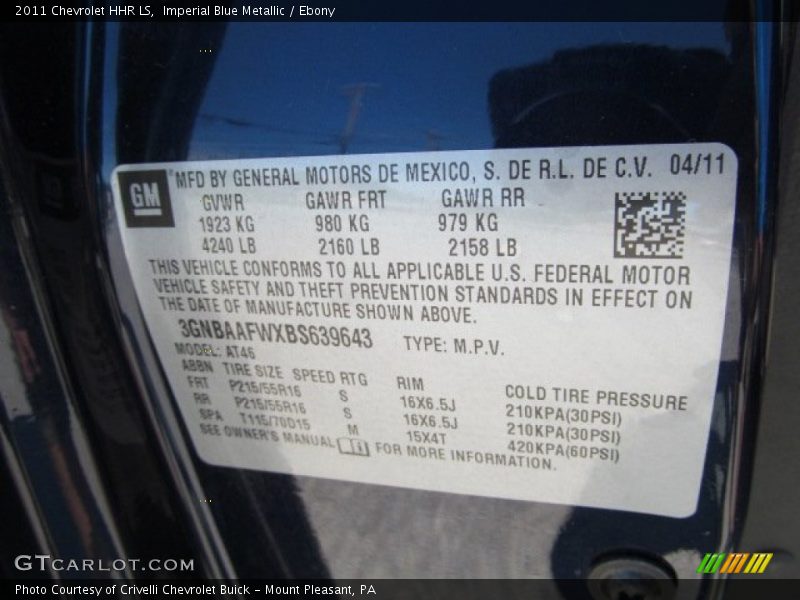 2011 Chevrolet HHR LS, Imperial Blue Metallic / Ebony
GM
MFD BY GENERAL MOTORS DE MEXICO, S. DE R.L. DE C.V. 04/11
GVWR GAWR FRT GAWR RR
1923 KG 980 KG 979 KG
4240 LB 2160 LB 2158 LB
THIS VEHICLE CONFORMS TO ALL APPLICABLE U.S. FEDERAL MOTOR
VEHICLE SAFETY AND THEFT PREVENTION STANDARDS IN EFFECT ON
THE DATE OF MANUFACTURE SHOWN ABOVE.
3GNBAAFWXBS639643 TYPE: M.P.V.
MODEL: AT46
ABBN TIRE SIZE SPEED RTG RIM COLD TIRE PRESSURE
FRT P215/55R16 S 16X6.5J 210KPA(30PSI)
RR P215/55R16 S 16X6.5J 210KPA(30PSI)
SPA T115/70D15 M 15X4T 420KPA(60PSI)
SEE OWNER'S MANUAL FOR MORE INFORMATION.
GTCARLOT.COM
Photo Courtesy of Crivelli Chevrolet Buick - Mount Pleasant, PA